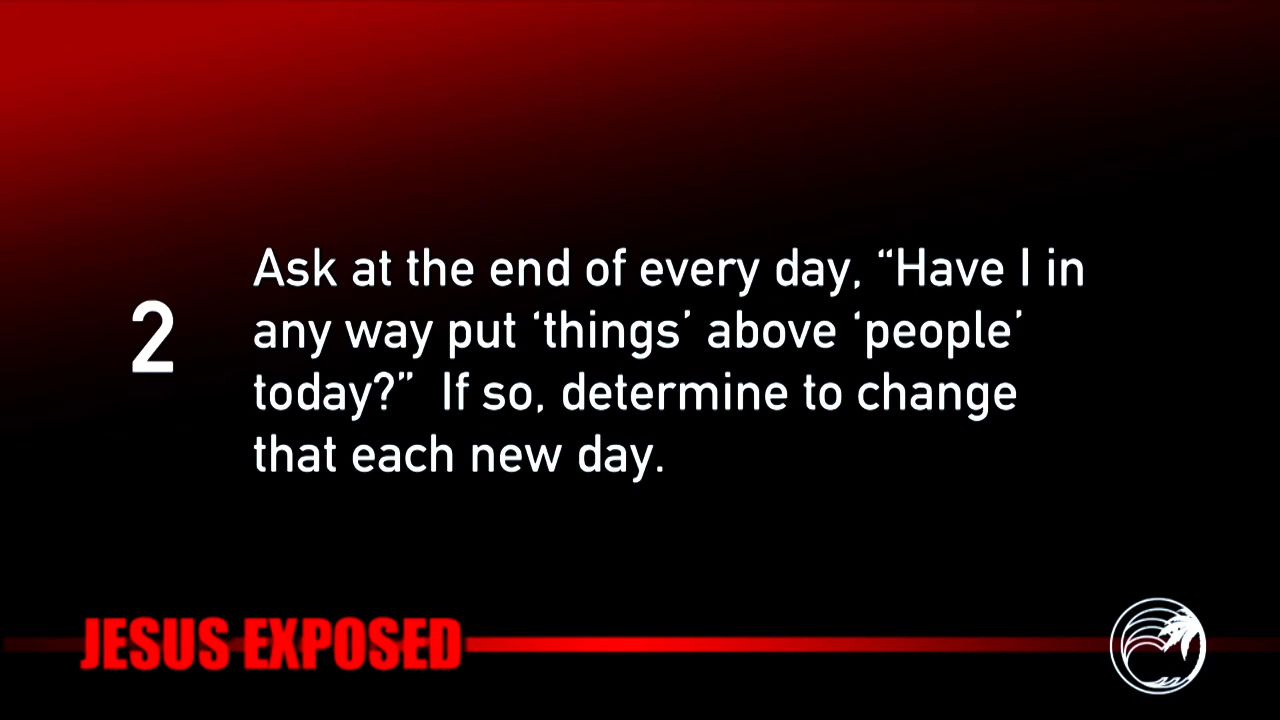 2
Ask at the end of every day, “Have I in
any way put ‘things’ above ‘people’
today?”  If so, determine to change
that each new day.
JESUS EXPOSED